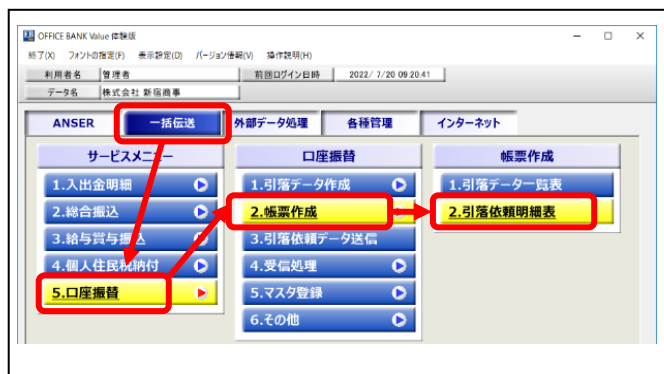 OFFICE BANK Value 体験版
終了(X) フォントの指定(F) 表示設定(D) バージョン情報(V) 操作説明(H)
利用者名 管理者 前回ログイン日時 2022/ 7/20 09:20:41
データ名 株式会社 新宿商事
ANSER 一括伝送 外部データ処理 各種管理 インターネット
サービスメニュー 口座振替 帳票作成
1.入出金明細 1.引落データ作成 1.引落データ一覧表
2.総合振込 2.帳票作成 2.引落依頼明細表
3.給与賞与振込 3.引落依頼データ送信
4.個人住民税納付 4.受信処理
5.口座振替 5.マスタ登録
6.その他